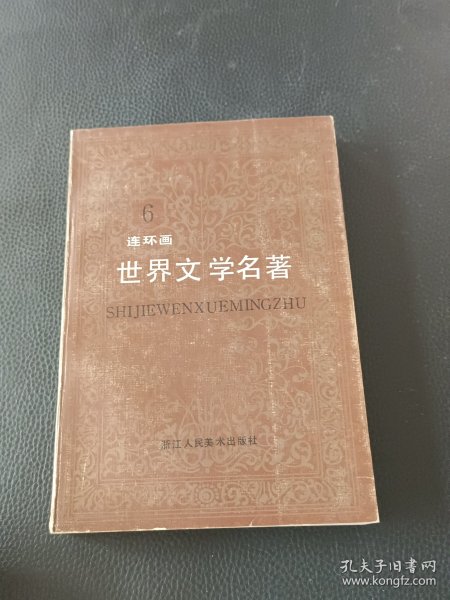 6
连环画
世界文学名著
SHIJIEWENXUEMINGZHU
浙江人民美术出版社
孔夫子旧书网
www.kongfz.com